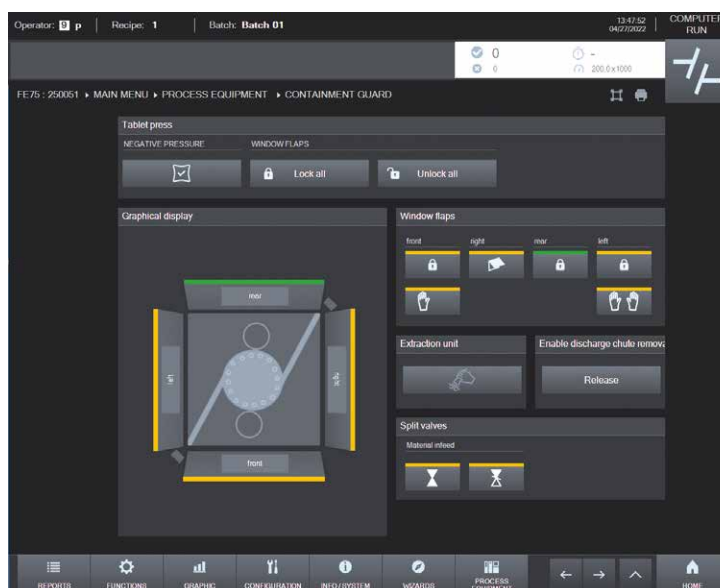 Operator: 9 p | Recipe: 1 | Batch: Batch 01
13:47:52
04/27/2022
COMPUTER
RUN
0
-
0
200.0 x 1000
FE75 : 250051 ▸ MAIN MENU ▸ PROCESS EQUIPMENT ▸ CONTAINMENT GUARD
Tablet press
NEGATIVE PRESSURE
WINDOW FLAPS
Lock all
Unlock all
Graphical display
Window flaps
front
right
rear
left
rear
left
right
front
Extraction unit
Enable discharge chute remova
Release
Split valves
Material infeed
REPORTS
FUNCTIONS
GRAPHIC
CONFIGURATION
INFO / SYSTEM
WIZARDS
PROCESS
EQUIPMENT
HOME